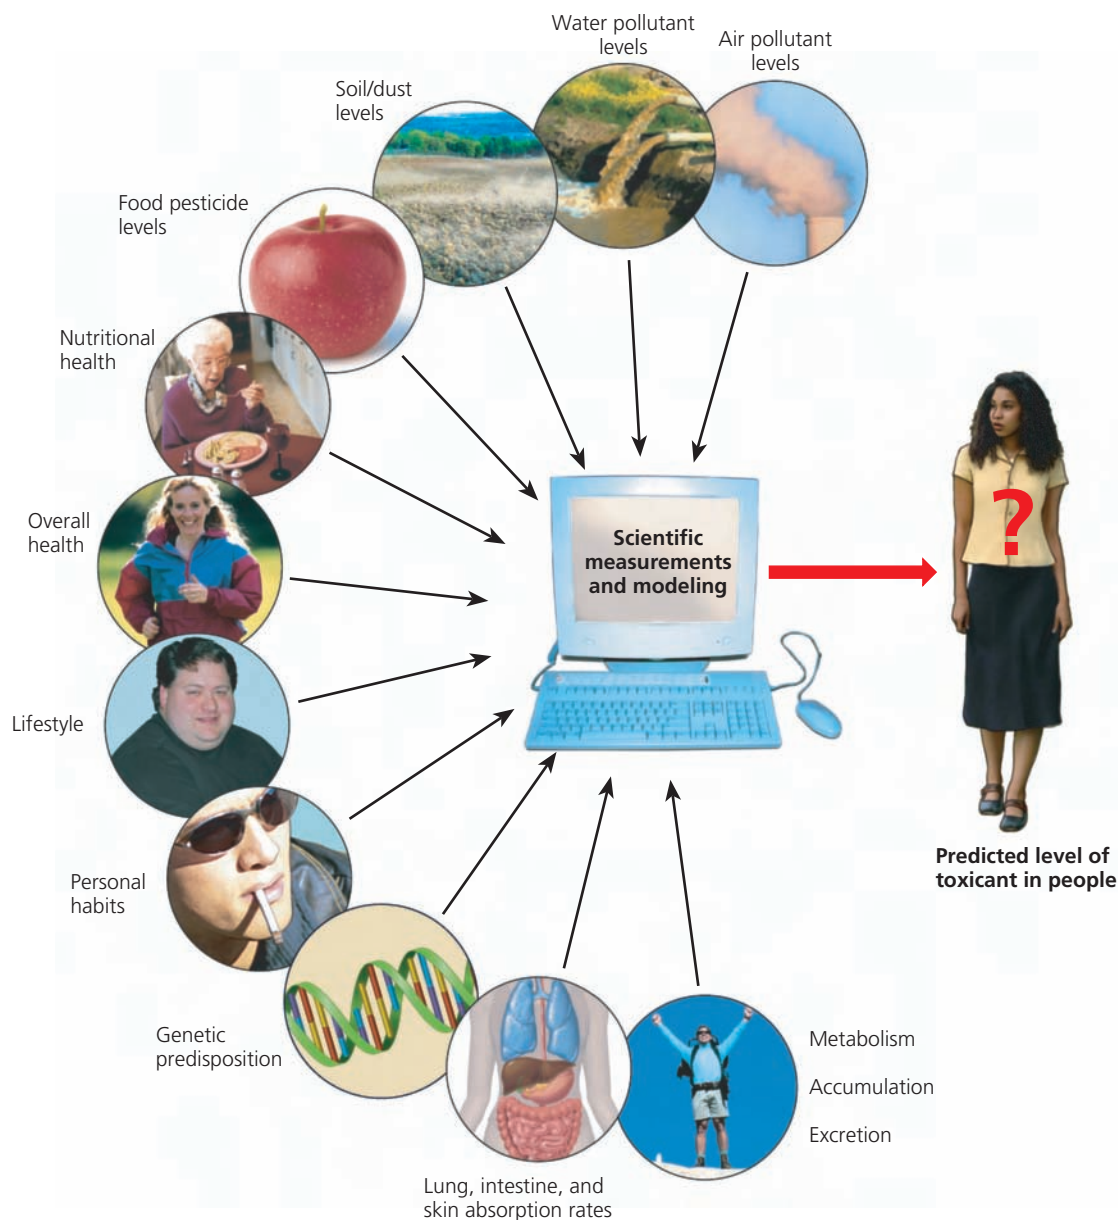 Water pollutant
levels
Air pollutant
levels
Soil/dust
levels
Food pesticide
levels
Nutritional
health
Overall
health
Lifestyle
Personal
habits
Genetic
predisposition
Lung, intestine, and
skin absorption rates
Metabolism
Accumulation
Excretion
Scientific
measurements
and modeling
?
Predicted level of
toxicant in people